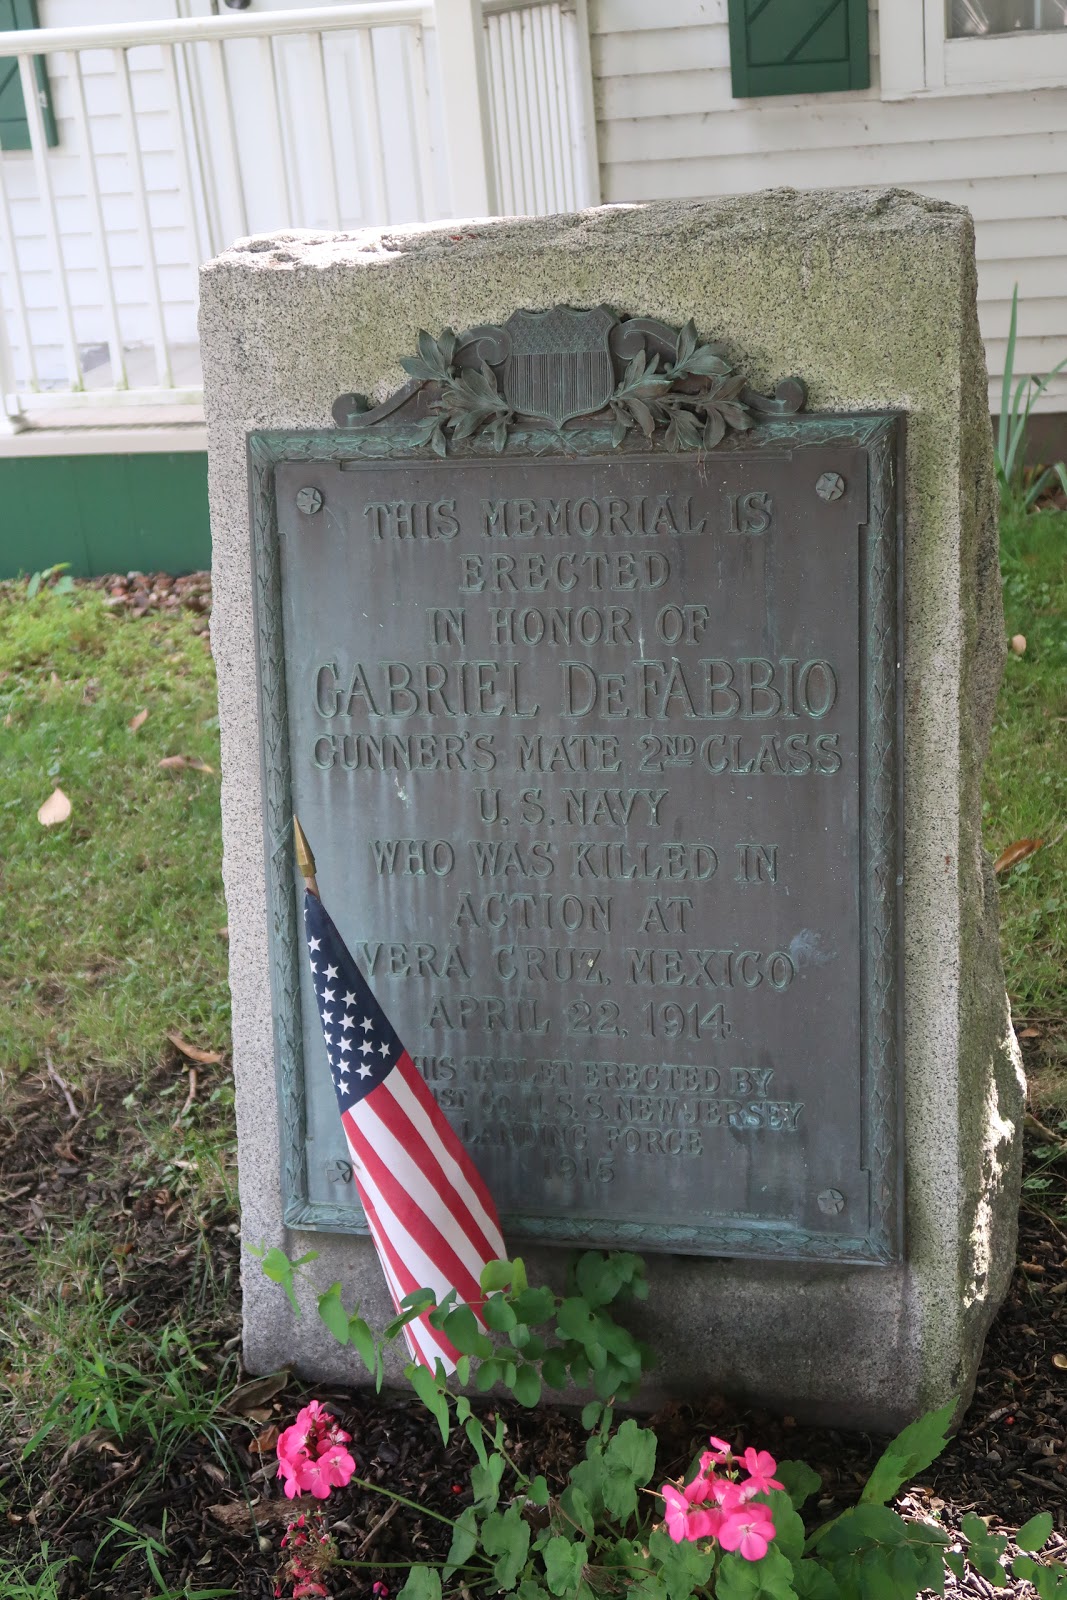 THIS MEMORIAL IS
ERECTED
IN HONOR OF
GABRIEL DEFABBIO
GUNNER'S MATE 2ND CLASS
U. S. NAVY
WHO WAS KILLED IN
ACTION AT
VERA CRUZ, MEXICO
APRIL 22, 1914.
TABLET ERECTED BY
U. S. S. NEW JERSEY
LANDING FORCE
1915